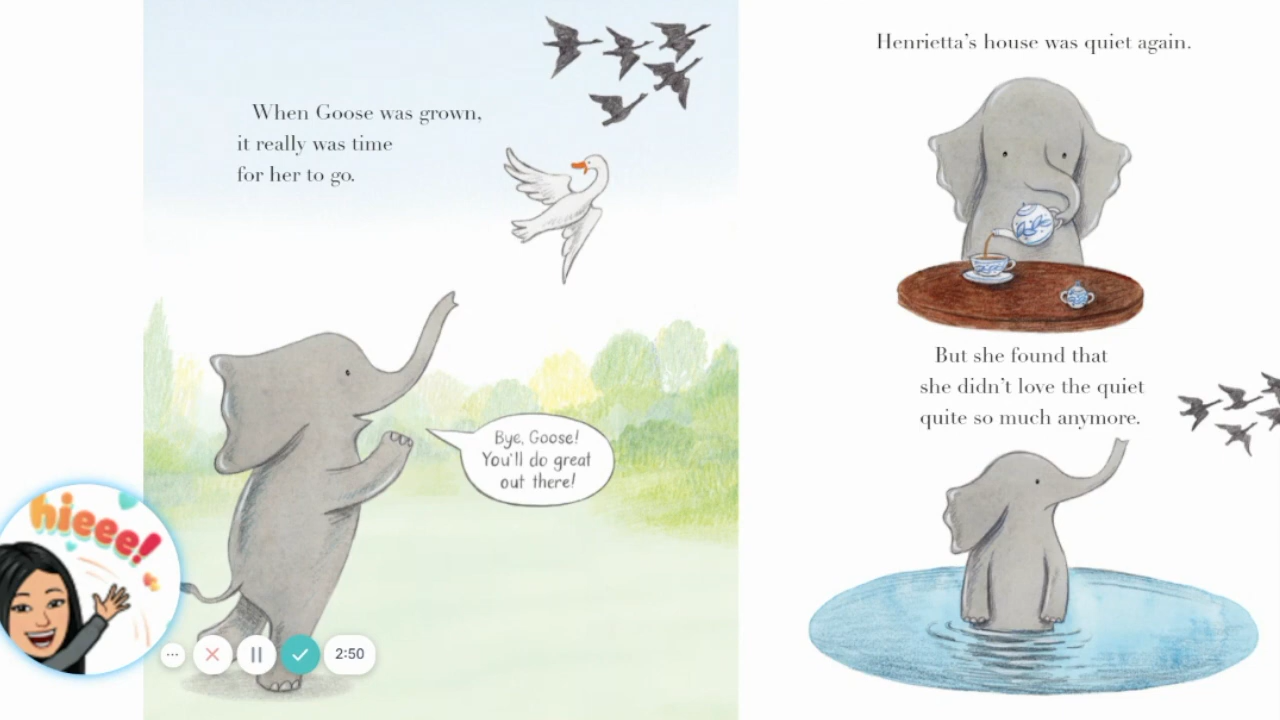 When Goose was grown,
it really was time
for her to go.
Bye, Goose!
You'll do great
out there!
Henrietta's house was quiet again.
But she found that
she didn't love the quiet
quite so much anymore.
hieee!
2:50